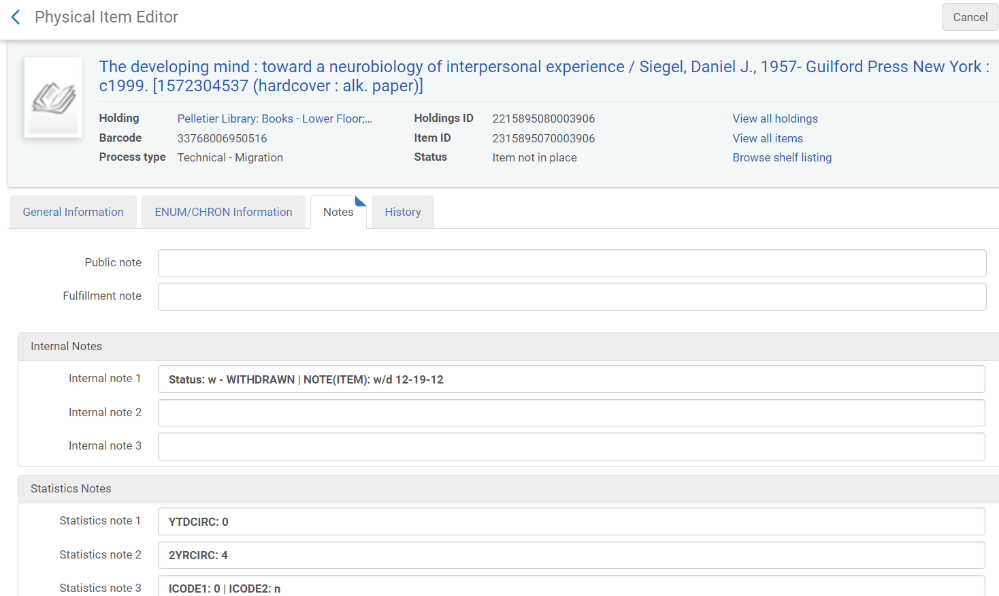 Physical Item Editor
Cancel
The developing mind : toward a neurobiology of interpersonal experience / Siegel, Daniel J., 1957- Guilford Press New York :
c1999. [1572304537 (hardcover : alk. paper)]
Holding Pelletier Library: Books - Lower Floor;... Holdings ID 2215895080003906 View all holdings
Barcode 33768006950516 Item ID 2315895070003906 View all items
Process type Technical - Migration Status Item not in place Browse shelf listing
General Information ENUM/CHRON Information Notes History
Public note
Fulfillment note
Internal Notes
Internal note 1 Status: w - WITHDRAWN | NOTE(ITEM): w/d 12-19-12
Internal note 2
Internal note 3
Statistics Notes
Statistics note 1 YTDCIRC: 0
Statistics note 2 2YRCIRC: 4
Statistics note 3 ICODE1: 0 | ICODE2: n